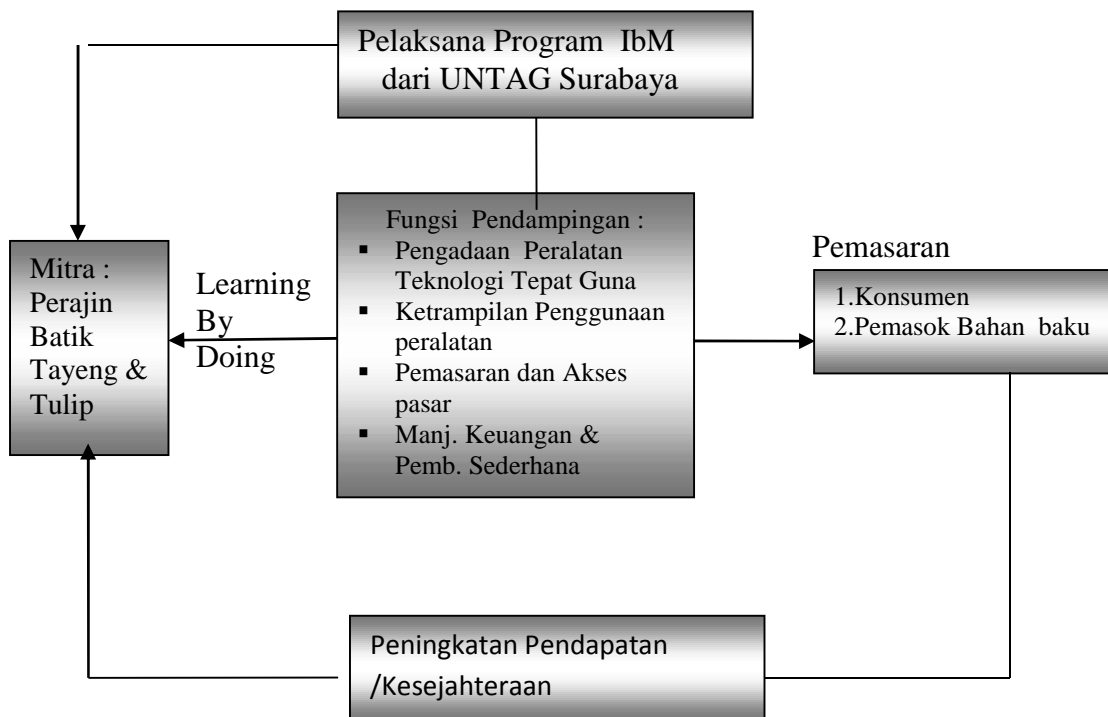 Pelaksana Program IbM
dari UNTAG Surabaya
Fungsi Pendampingan :
▪ Pengadaan Peralatan
Teknologi Tepat Guna
▪ Ketrampilan Penggunaan
peralatan
▪ Pemasaran dan Akses
pasar
▪ Manj. Keuangan &
Pemb. Sederhana
Mitra :
Perajin
Batik
Tayeng &
Tulip
Learning
By
Doing
Pemasaran
1.Konsumen
2.Pemasok Bahan baku
Peningkatan Pendapatan
/Kesejahteraan